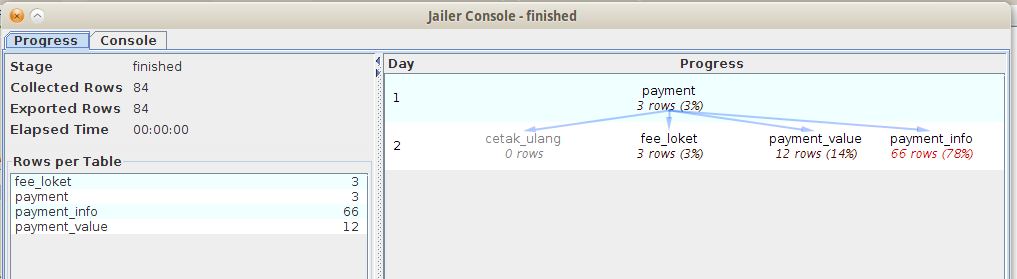 Jailer Console - finished
Progress
Console
Stage finished
Collected Rows 84
Exported Rows 84
Elapsed Time 00:00:00
Rows per Table
fee_loket 3
payment 3
payment_info 66
payment_value 12
Day Progress
1 payment
3 rows (3%)
2 cetak_ulang fee_loket payment_value payment_info
0 rows 3 rows (3%) 12 rows (14%) 66 rows (78%)